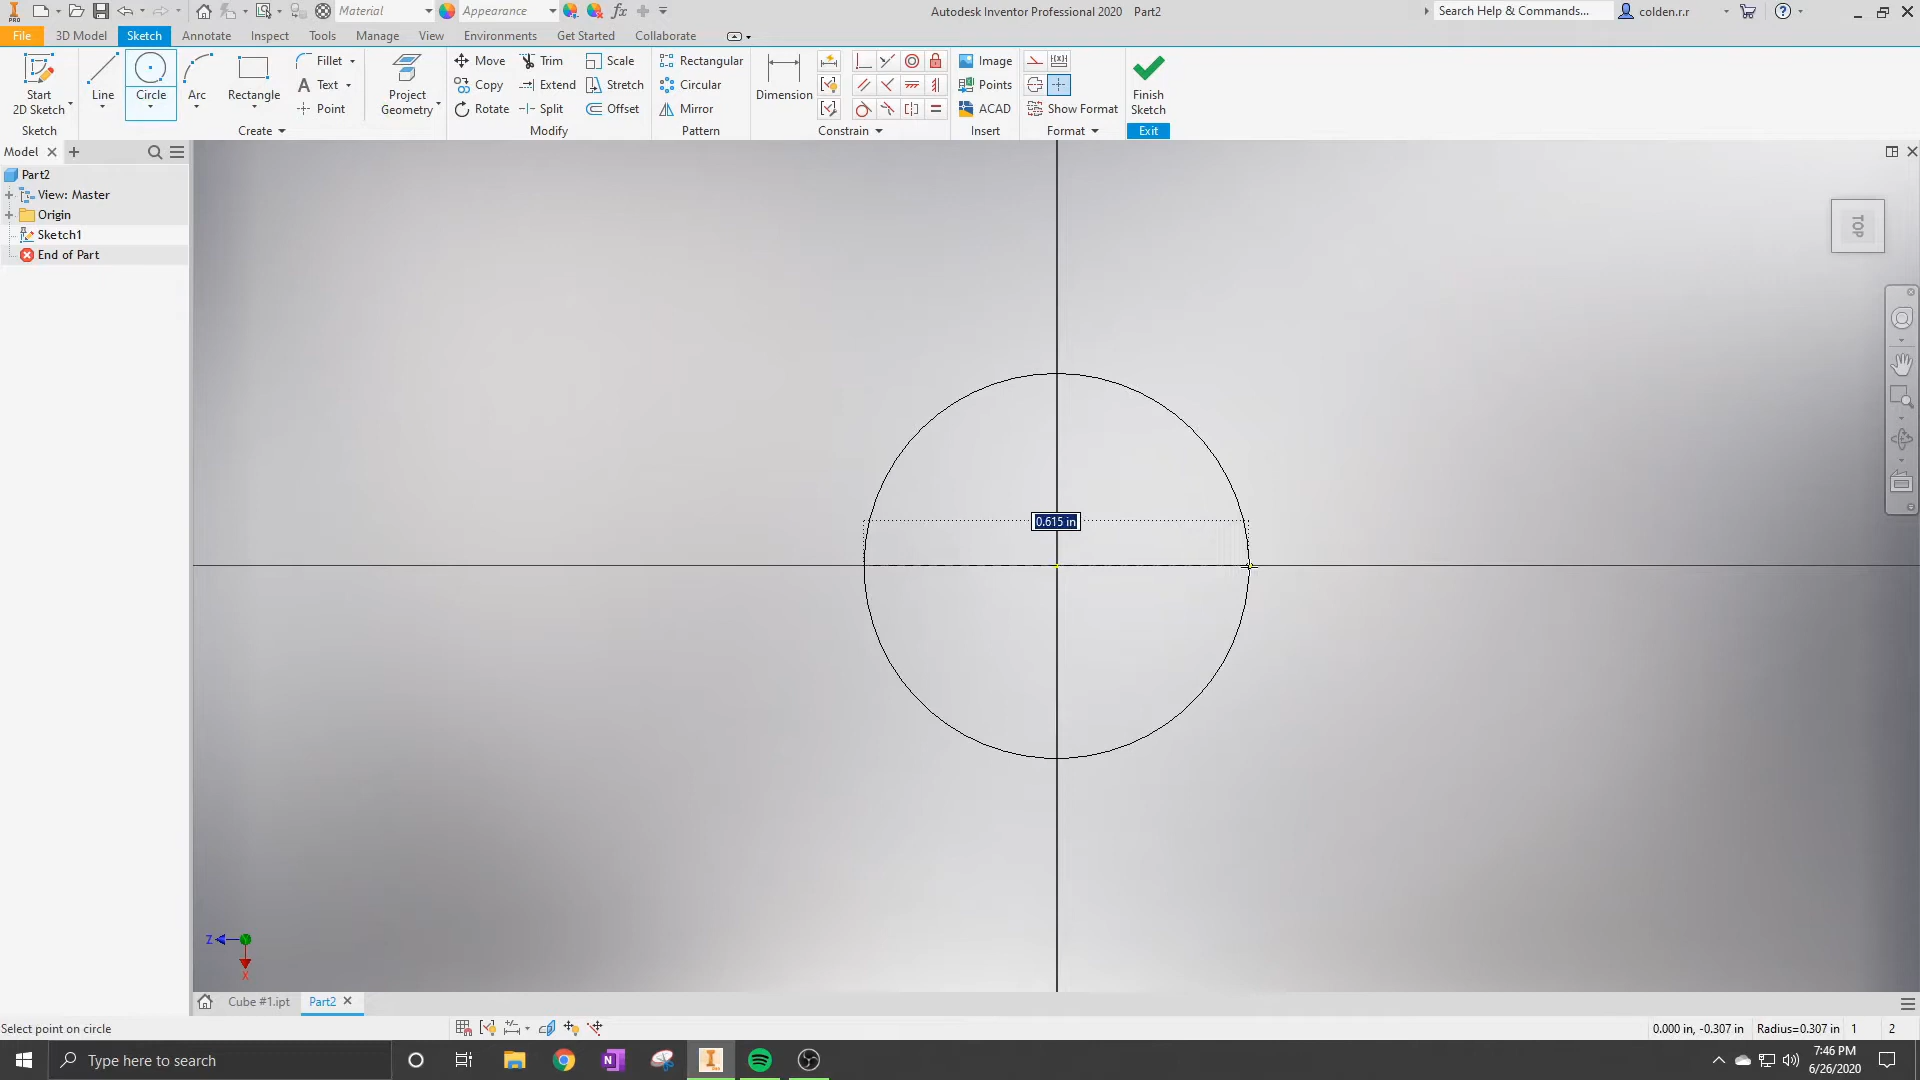 PRO
Material
Appearance
fx
Autodesk Inventor Professional 2020 Part2
Search Help & Commands...
colden.r.r
File 3D Model Sketch Annotate Inspect Tools Manage View Environments Get Started Collaborate
Start
2D Sketch
Line
Circle
Arc
Rectangle
Fillet
Text
Point
Project
Geometry
Move
Copy
Rotate
Trim
Extend
Split
Scale
Stretch
Offset
Rectangular
Circular
Mirror
Dimension
Image
Points
ACAD
Show Format
Finish
Sketch
Sketch
Create
Modify
Pattern
Constrain
Insert
Format
Exit
Model
Part2
View: Master
Origin
Sketch1
End of Part
TOP
0.615 in
Z
X
Cube #1.ipt
Part2
Select point on circle
0.000 in, -0.307 in
Radius=0.307 in
1
2
Type here to search
7:46 PM
6/26/2020